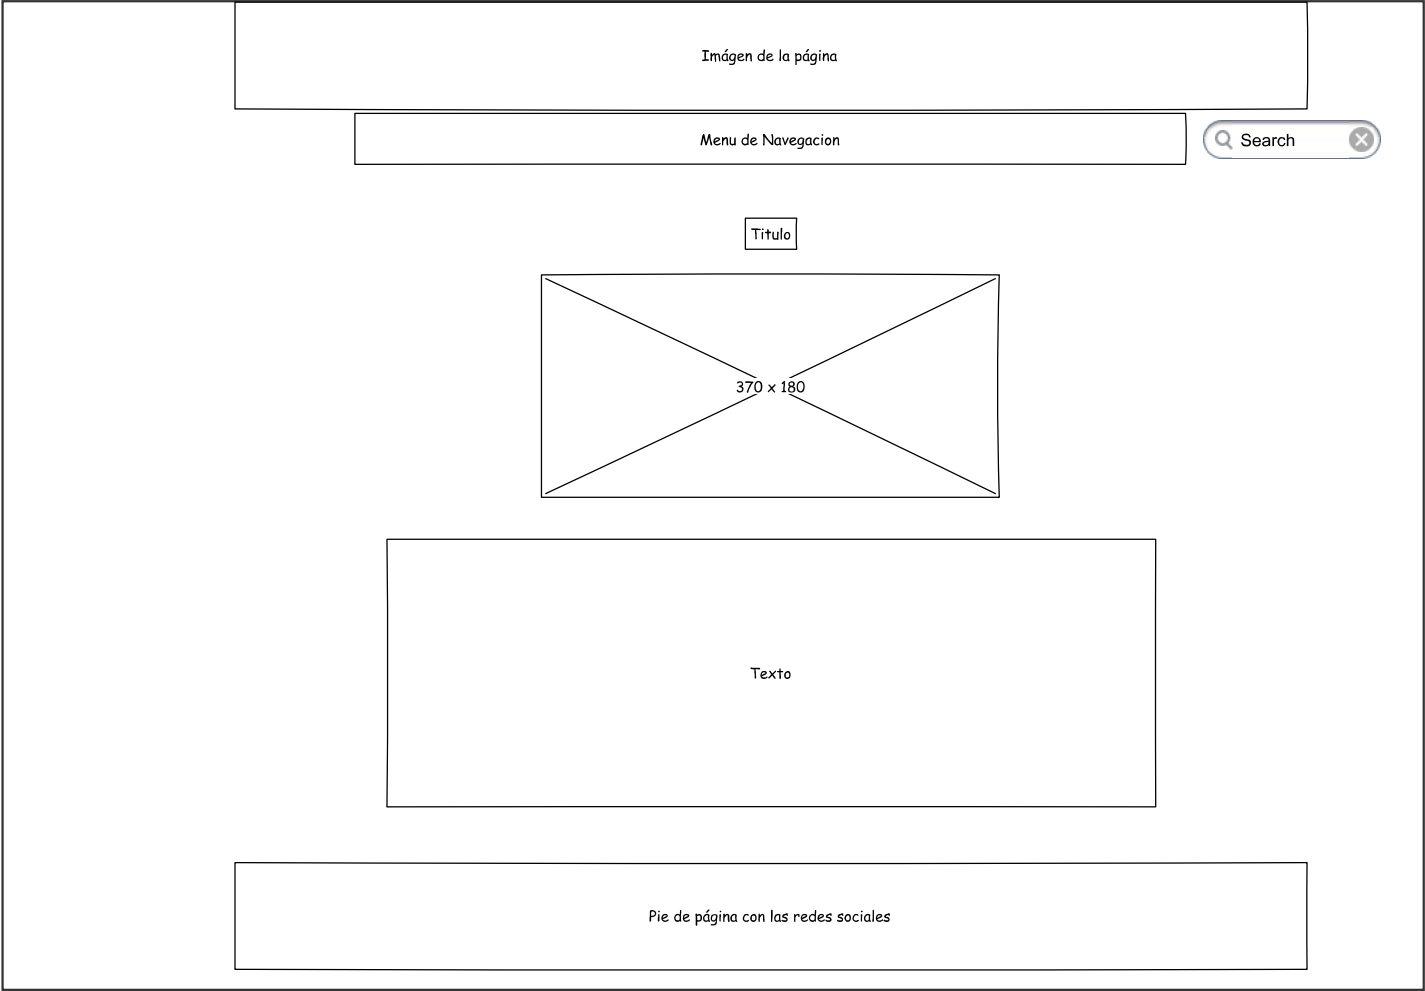 Imágen de la página
Menu de Navegacion
Search
Titulo
370 x 180
Texto
Pie de página con las redes sociales